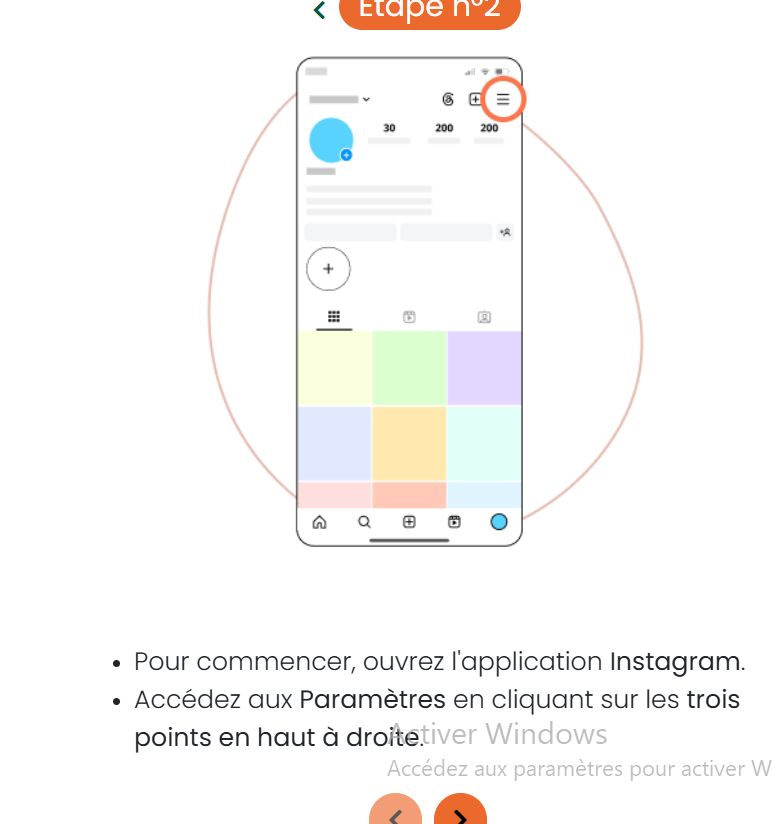 Étape n°2
30 200 200
Pour commencer, ouvrez l'application Instagram.
Accédez aux Paramètres en cliquant sur les trois
points en haut à droite.
Activer Windows
Accédez aux paramètres pour activer W